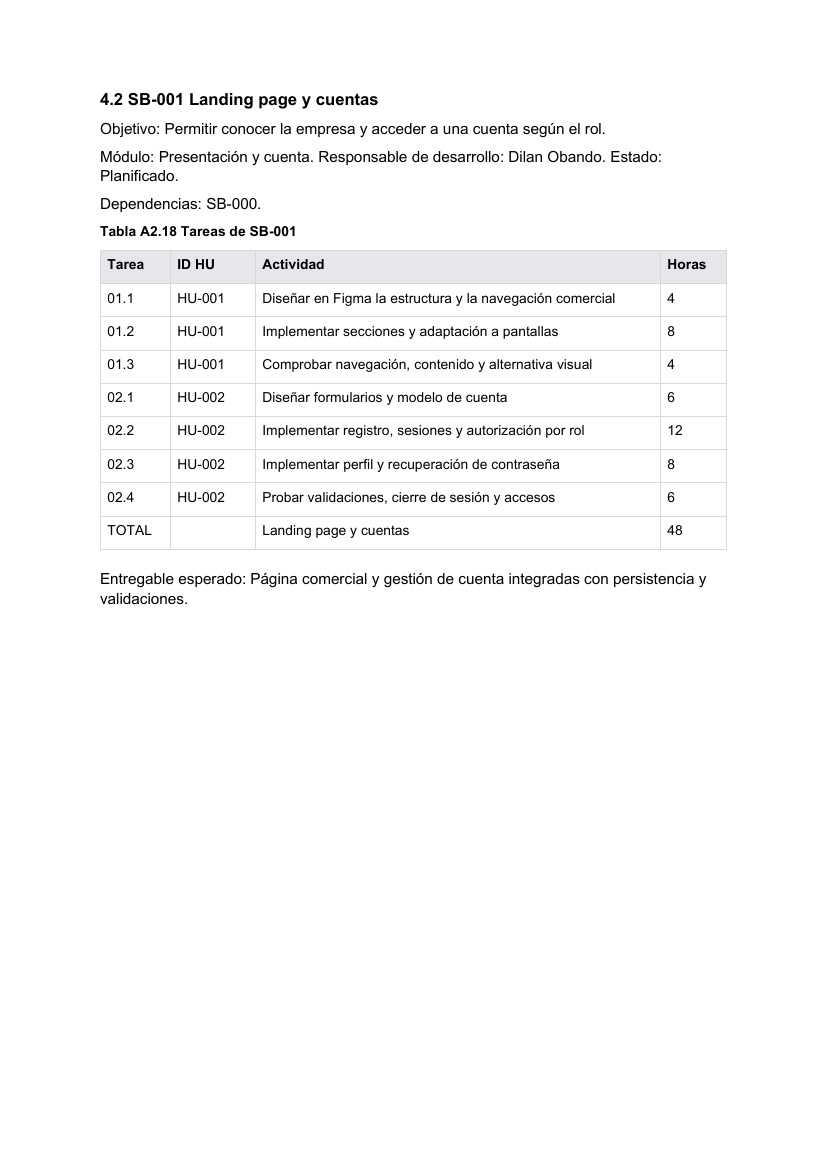 4.2 SB-001 Landing page y cuentas
Objetivo: Permitir conocer la empresa y acceder a una cuenta según el rol.
Módulo: Presentación y cuenta. Responsable de desarrollo: Dilan Obando. Estado:
Planificado.
Dependencias: SB-000.
Tabla A2.18 Tareas de SB-001
Tarea ID HU Actividad Horas
01.1 HU-001 Diseñar en Figma la estructura y la navegación comercial 4
01.2 HU-001 Implementar secciones y adaptación a pantallas 8
01.3 HU-001 Comprobar navegación, contenido y alternativa visual 4
02.1 HU-002 Diseñar formularios y modelo de cuenta 6
02.2 HU-002 Implementar registro, sesiones y autorización por rol 12
02.3 HU-002 Implementar perfil y recuperación de contraseña 8
02.4 HU-002 Probar validaciones, cierre de sesión y accesos 6
TOTAL Landing page y cuentas 48
Entregable esperado: Página comercial y gestión de cuenta integradas con persistencia y
validaciones.